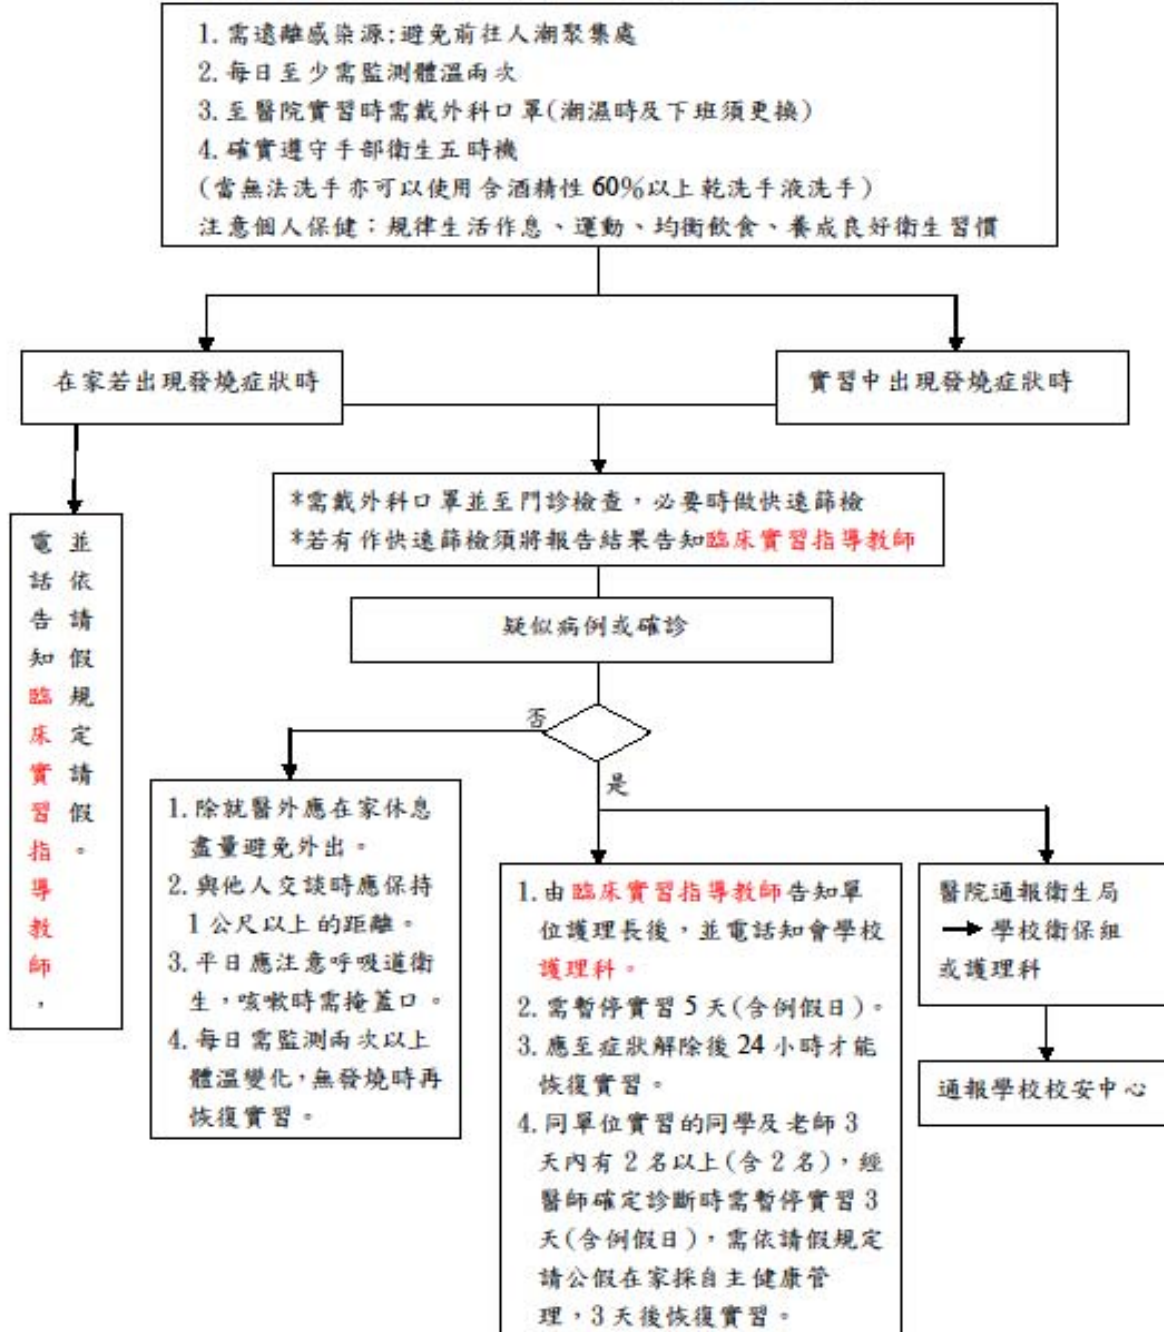 1. 需遠離感染源:避免前往人潮聚集處
2. 每日至少需監測體溫兩次
3. 至醫院實習時需戴外科口罩(潮濕時及下班須更換)
4. 確實遵守手部衛生五時機
(當無法洗手亦可以使用含酒精性 60%以上乾洗手液洗手)
注意個人保健：規律生活作息、運動、均衡飲食、養成良好衛生習慣
在家若出現發燒症狀時
實習中出現發燒症狀時
*需戴外科口罩並至門診檢查，必要時做快速篩檢
*若有作快速篩檢須將報告結果告知臨床實習指導教師
電話告知臨床實習指導教師，
並依請假規定請假。
疑似病例或確診
否
是
1. 除就醫外應在家休息
盡量避免外出。
2. 與他人交談時應保持
1 公尺以上的距離。
3. 平日應注意呼吸道衛
生，咳嗽時需掩蓋口。
4. 每日需監測兩次以上
體溫變化，無發燒時再
恢復實習。
1. 由臨床實習指導教師告知單
位護理長後，並電話知會學校
護理科。
2. 需暫停實習 5 天(含例假日)。
3. 應至症狀解除後 24 小時才能
恢復實習。
4. 同單位實習的同學及老師 3
天內有 2 名以上(含 2 名)，經
醫師確定診斷時需暫停實習 3
天(含例假日)，需依請假規定
請公假在家採自主健康管
理，3 天後恢復實習。
醫院通報衛生局
→ 學校衛保組
或護理科
通報學校校安中心